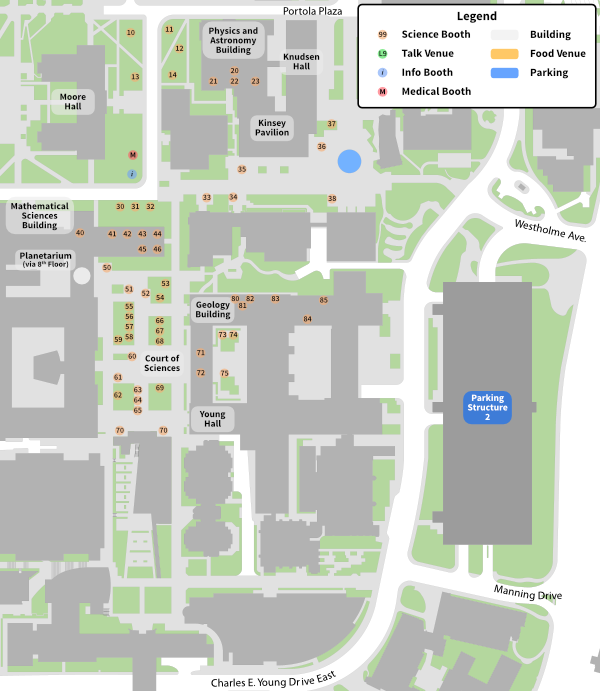 Portola Plaza
Legend
99 Science Booth
Building
L9 Talk Venue
Food Venue
i Info Booth
Parking
M Medical Booth
10
11
12
13
14
Physics and
Astronomy
Building
20
21 22 23
Knudsen
Hall
Moore
Hall
Kinsey
Pavilion
37
36
35
M
i
33 34 38
Mathematical
Sciences
Building
30 31 32
40 41 42 43 44
45 46
Westholme Ave.
Planetarium
(via 8th Floor)
50
51 52 53
54
55
56
57
58
59
66
67
68
Geology
Building
80 82 83 85
81
84
73 74
60
Court of
Sciences
71
72 75
61
62
63
64
65
69
70 70
Young
Hall
Parking
Structure
2
Manning Drive
Charles E. Young Drive East